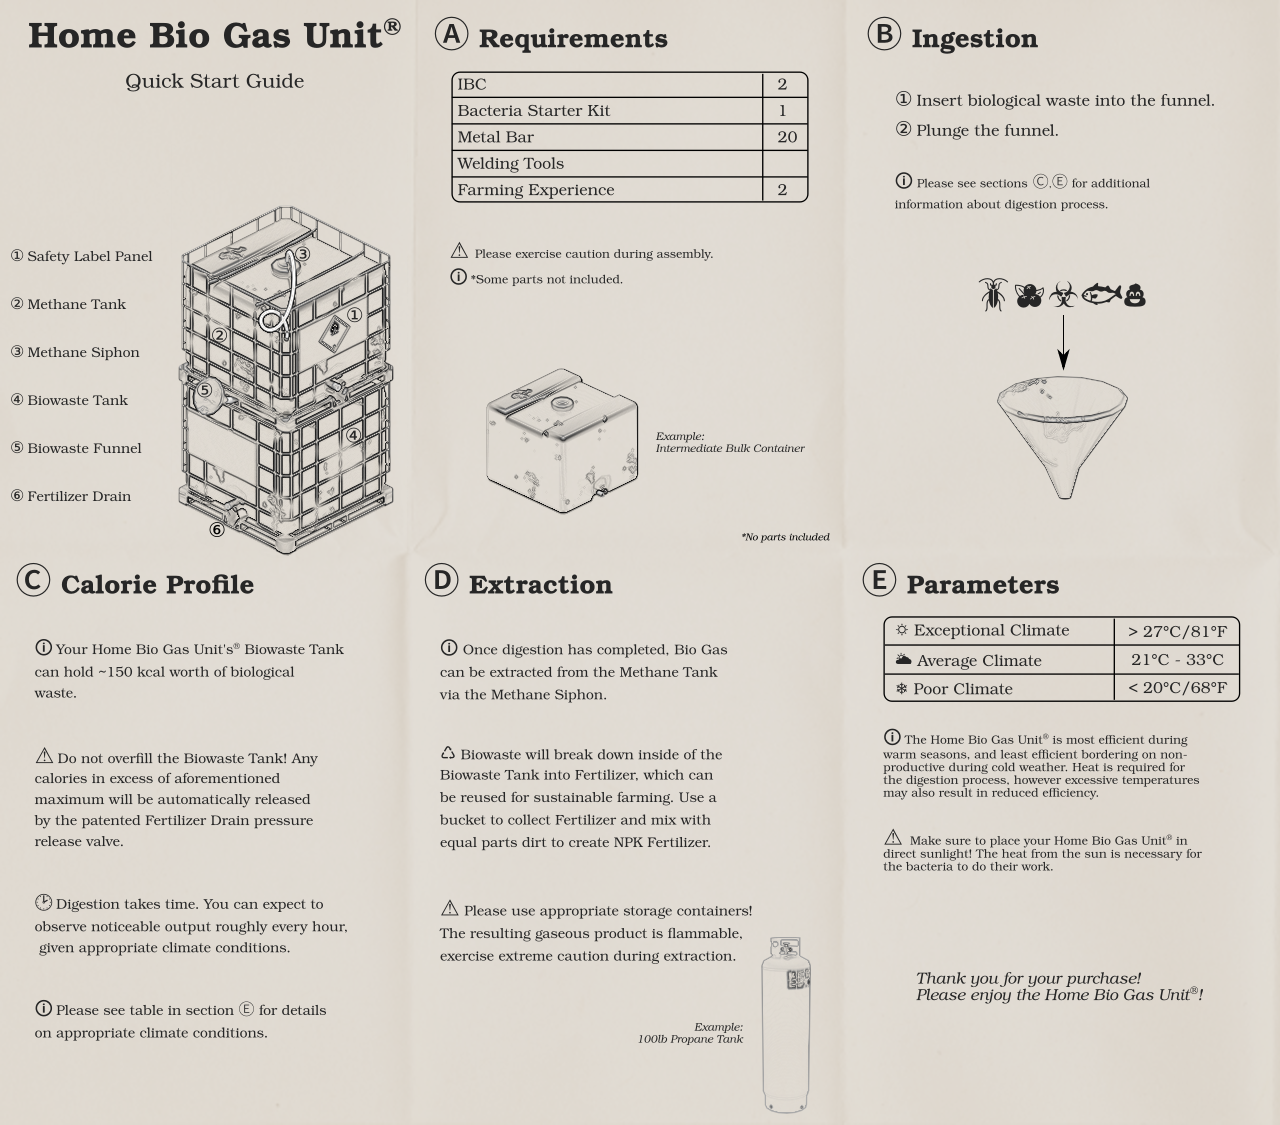 Home Bio Gas Unit®
Quick Start Guide
① Safety Label Panel
② Methane Tank
③ Methane Siphon
④ Biowaste Tank
⑤ Biowaste Funnel
⑥ Fertilizer Drain
③
①
②
⑤
④
⑥
Ⓐ Requirements
IBC 2
Bacteria Starter Kit 1
Metal Bar 20
Welding Tools
Farming Experience 2
⚠ Please exercise caution during assembly.
ⓘ *Some parts not included.
Example:
Intermediate Bulk Container
*No parts included
Ⓑ Ingestion
① Insert biological waste into the funnel.
② Plunge the funnel.
ⓘ Please see sections Ⓒ,Ⓔ for additional
information about digestion process.
Ⓒ Calorie Profile
ⓘ Your Home Bio Gas Unit's® Biowaste Tank
can hold ~150 kcal worth of biological
waste.
⚠ Do not overfill the Biowaste Tank! Any
calories in excess of aforementioned
maximum will be automatically released
by the patented Fertilizer Drain pressure
release valve.
Digestion takes time. You can expect to
observe noticeable output roughly every hour,
given appropriate climate conditions.
ⓘ Please see table in section Ⓔ for details
on appropriate climate conditions.
Ⓓ Extraction
ⓘ Once digestion has completed, Bio Gas
can be extracted from the Methane Tank
via the Methane Siphon.
Biowaste will break down inside of the
Biowaste Tank into Fertilizer, which can
be reused for sustainable farming. Use a
bucket to collect Fertilizer and mix with
equal parts dirt to create NPK Fertilizer.
⚠ Please use appropriate storage containers!
The resulting gaseous product is flammable,
exercise extreme caution during extraction.
Example:
100lb Propane Tank
Ⓔ Parameters
Exceptional Climate > 27°C/81°F
Average Climate 21°C - 33°C
Poor Climate < 20°C/68°F
ⓘ The Home Bio Gas Unit® is most efficient during
warm seasons, and least efficient bordering on non-
productive during cold weather. Heat is required for
the digestion process, however excessive temperatures
may also result in reduced efficiency.
⚠ Make sure to place your Home Bio Gas Unit® in
direct sunlight! The heat from the sun is necessary for
the bacteria to do their work.
Thank you for your purchase!
Please enjoy the Home Bio Gas Unit®!